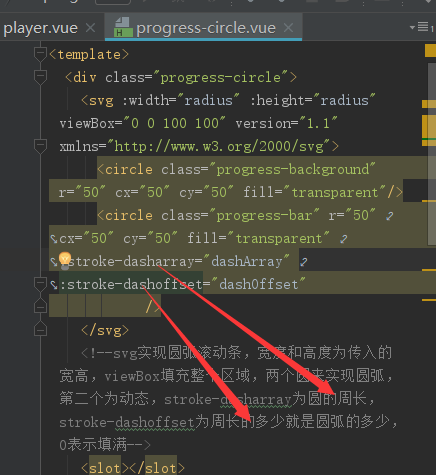 player.vue × progress-circle.vue × ≡1
<template>
<div class="progress-circle">
<svg :width="radius" :height="radius"
viewBox="0 0 100 100" version="1.1"
xmlns="http://www.w3.org/2000/svg">
<circle class="progress-background"
r="50" cx="50" cy="50" fill="transparent"/>
<circle class="progress-bar" r="50"
cx="50" cy="50" fill="transparent"
:stroke-dasharray="dashArray"
:stroke-dashoffset="dashOffset"
/>
</svg>
<!--svg实现圆弧滚动条，宽度和高度为传入的
宽高，viewBox填充整个区域，两个圆来实现圆弧，
第二个为动态，stroke-dasharray为圆的周长，
stroke-dashoffset为周长的多少就是圆弧的多少，
0表示填满-->
<slot></slot>